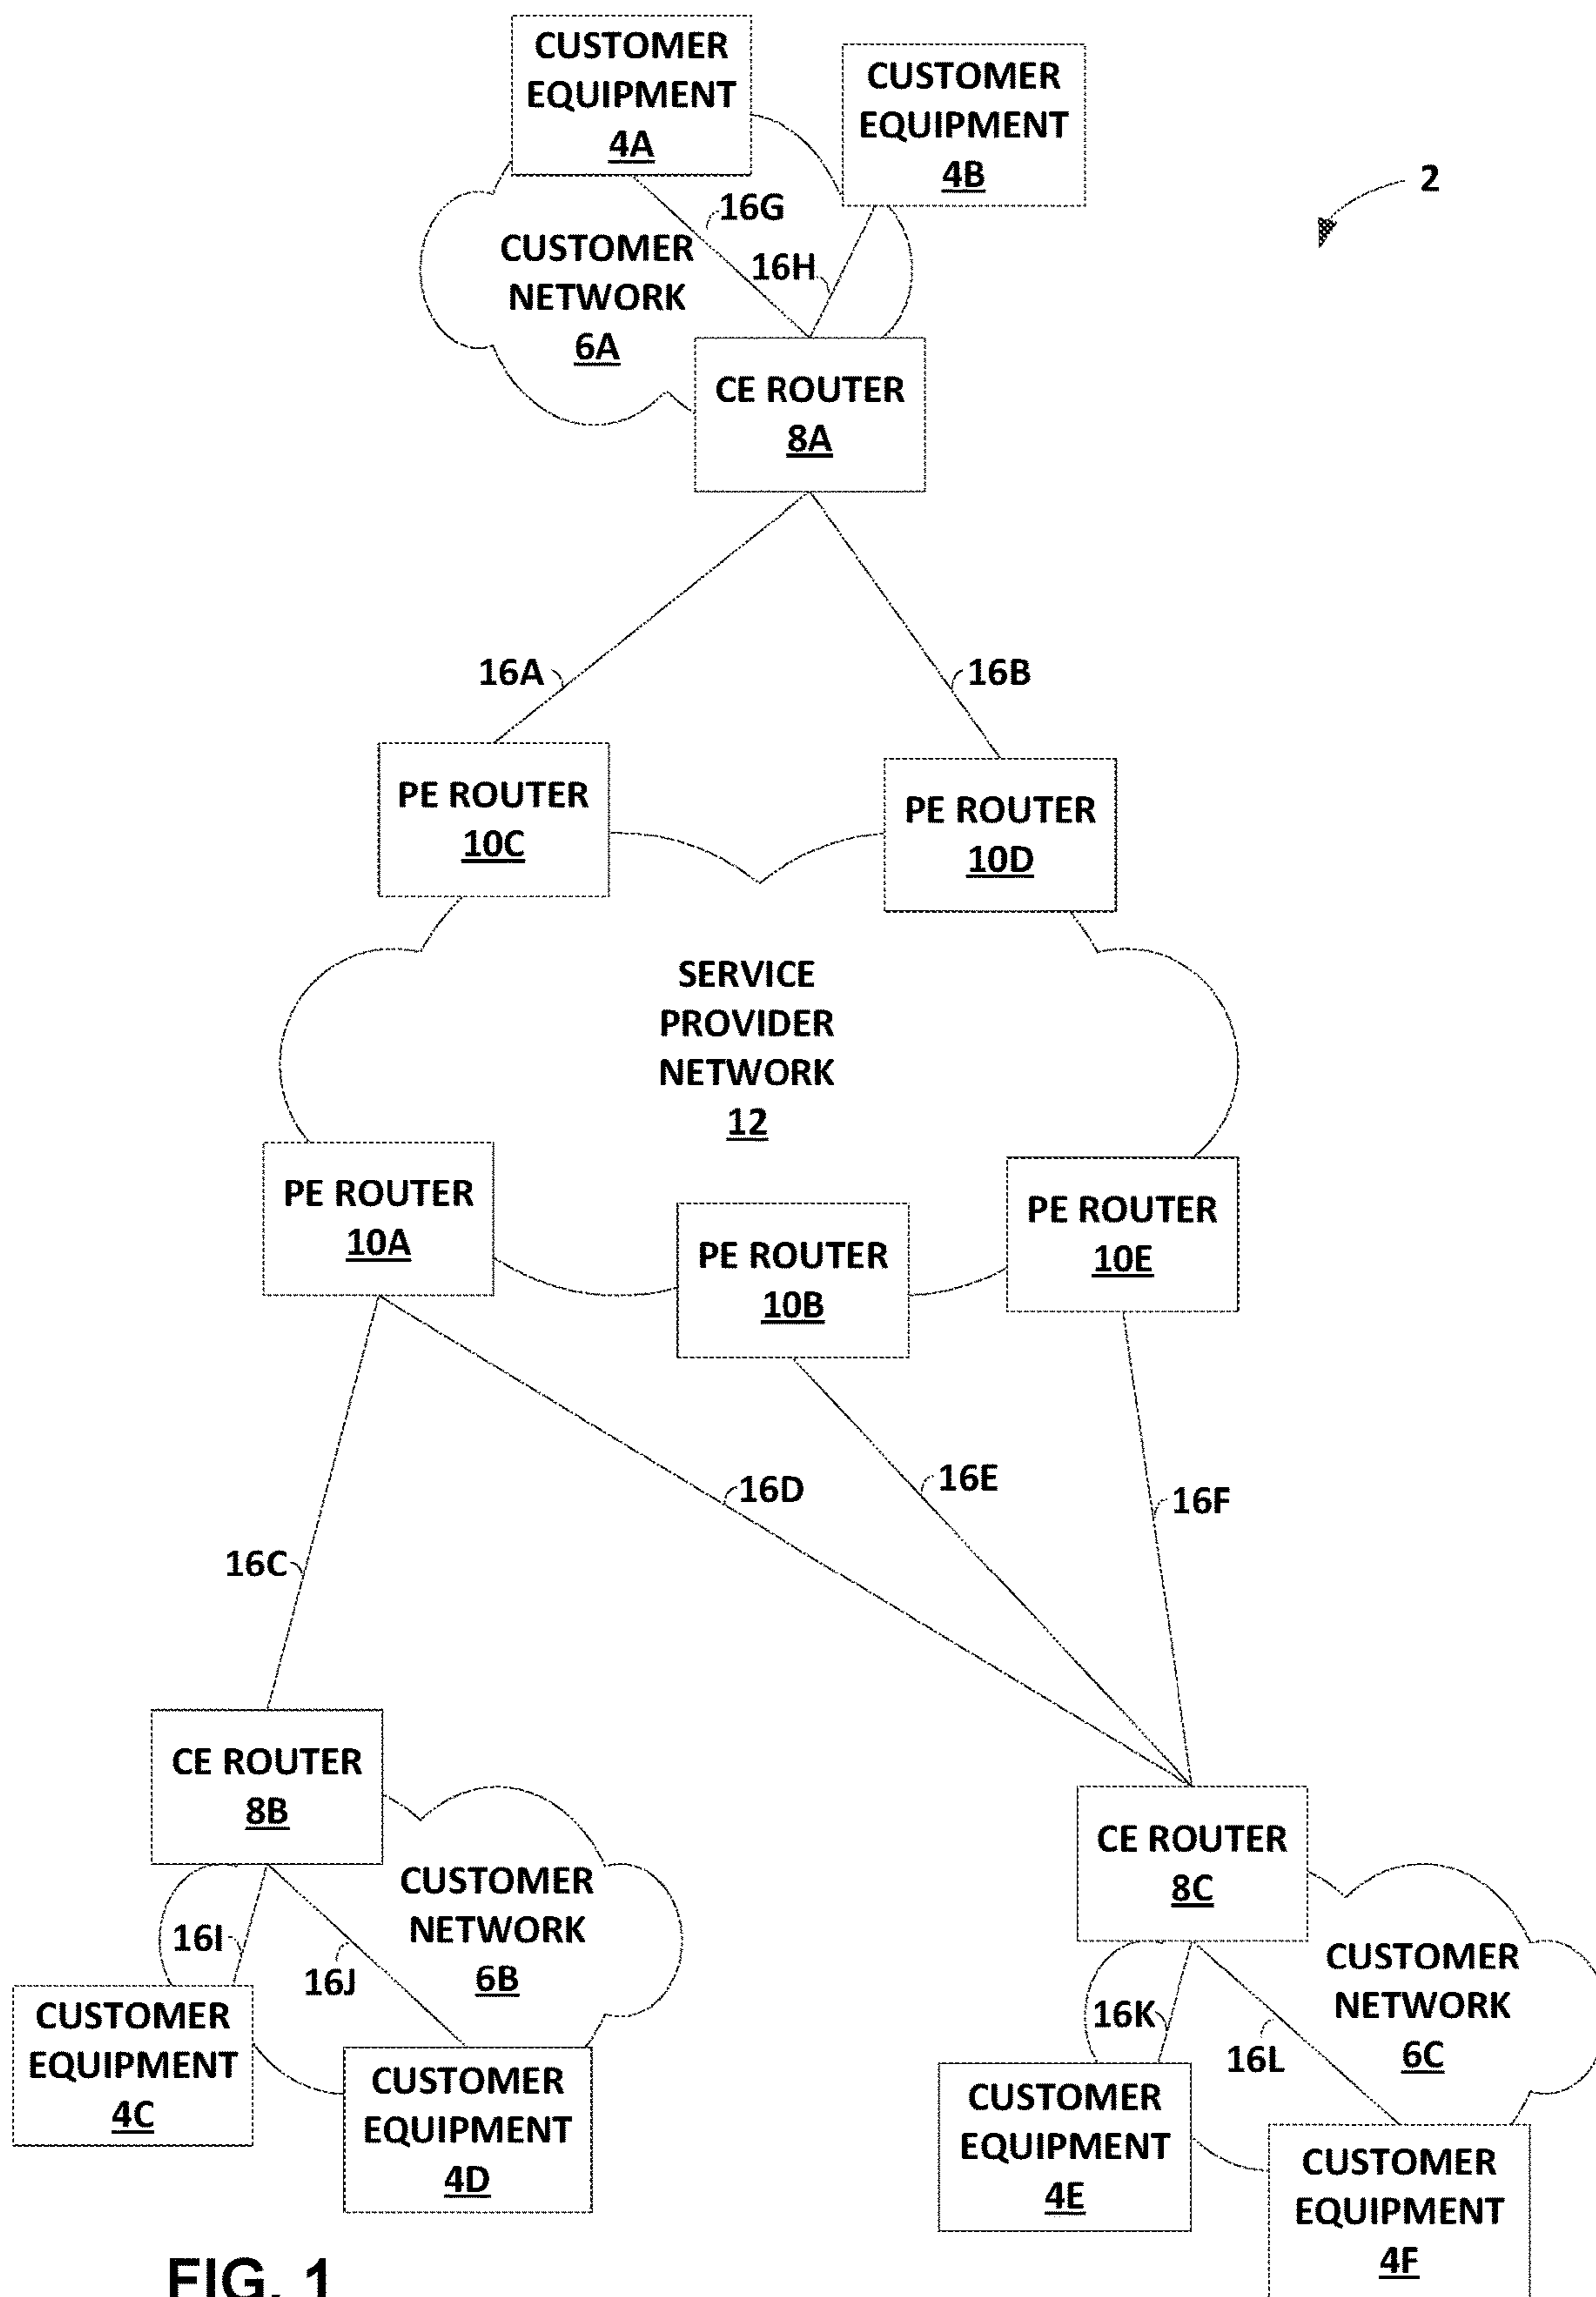 CUSTOMER
EQUIPMENT
4A
CUSTOMER
EQUIPMENT
4B
2
16G
16H
CUSTOMER
NETWORK
6A
CE ROUTER
8A
16A
16B
PE ROUTER
10C
PE ROUTER
10D
SERVICE
PROVIDER
NETWORK
12
PE ROUTER
10A
PE ROUTER
10B
PE ROUTER
10E
16C
16D
16E
16F
CE ROUTER
8B
CUSTOMER
NETWORK
6B
16I
16J
CUSTOMER
EQUIPMENT
4C
CUSTOMER
EQUIPMENT
4D
CE ROUTER
8C
CUSTOMER
NETWORK
6C
16K
16L
CUSTOMER
EQUIPMENT
4E
CUSTOMER
EQUIPMENT
4F
FIG. 1